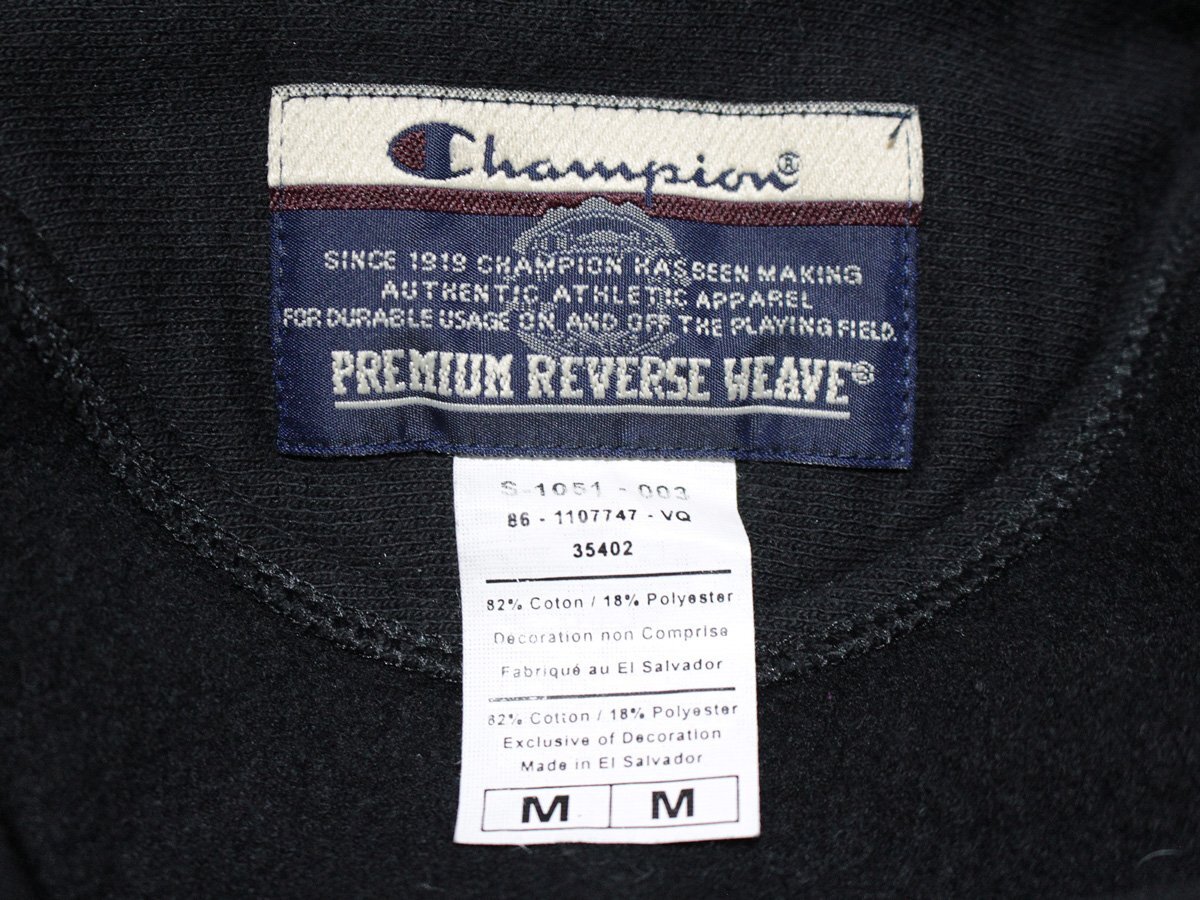 Champion®
SINCE 1919 CHAMPION HAS BEEN MAKING
AUTHENTIC ATHLETIC APPAREL
FOR DURABLE USAGE ON AND OFF THE PLAYING FIELD.
PREMIUM REVERSE WEAVE®
S-1051-003
86-1107747-VQ
35402
82% Coton / 18% Polyester
Decoration non Comprise
Fabriqué au El Salvador
82% Cotton / 18% Polyester
Exclusive of Decoration
Made in El Salvador
M M